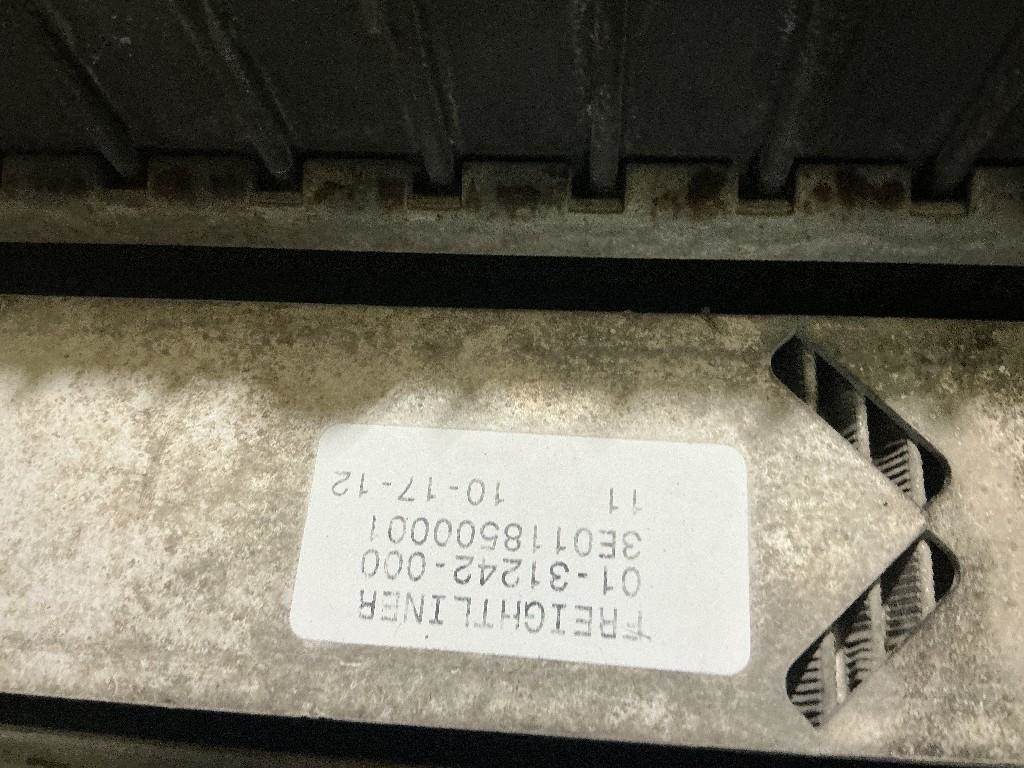 FREIGHTLINER
01-31242-000
3E0118500001
11 10-17-12